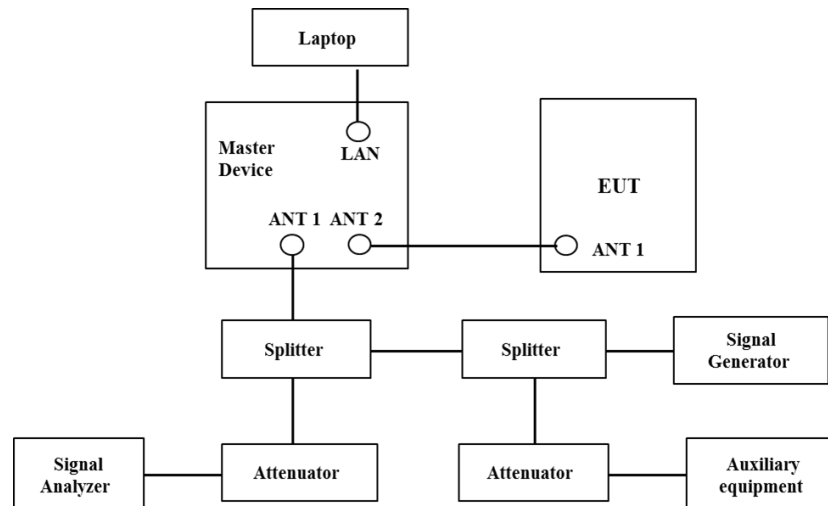 Laptop
Master
Device
LAN
EUT
ANT 1 ANT 2
ANT 1
Splitter
Splitter
Signal
Generator
Signal
Analyzer
Attenuator
Attenuator
Auxiliary
equipment